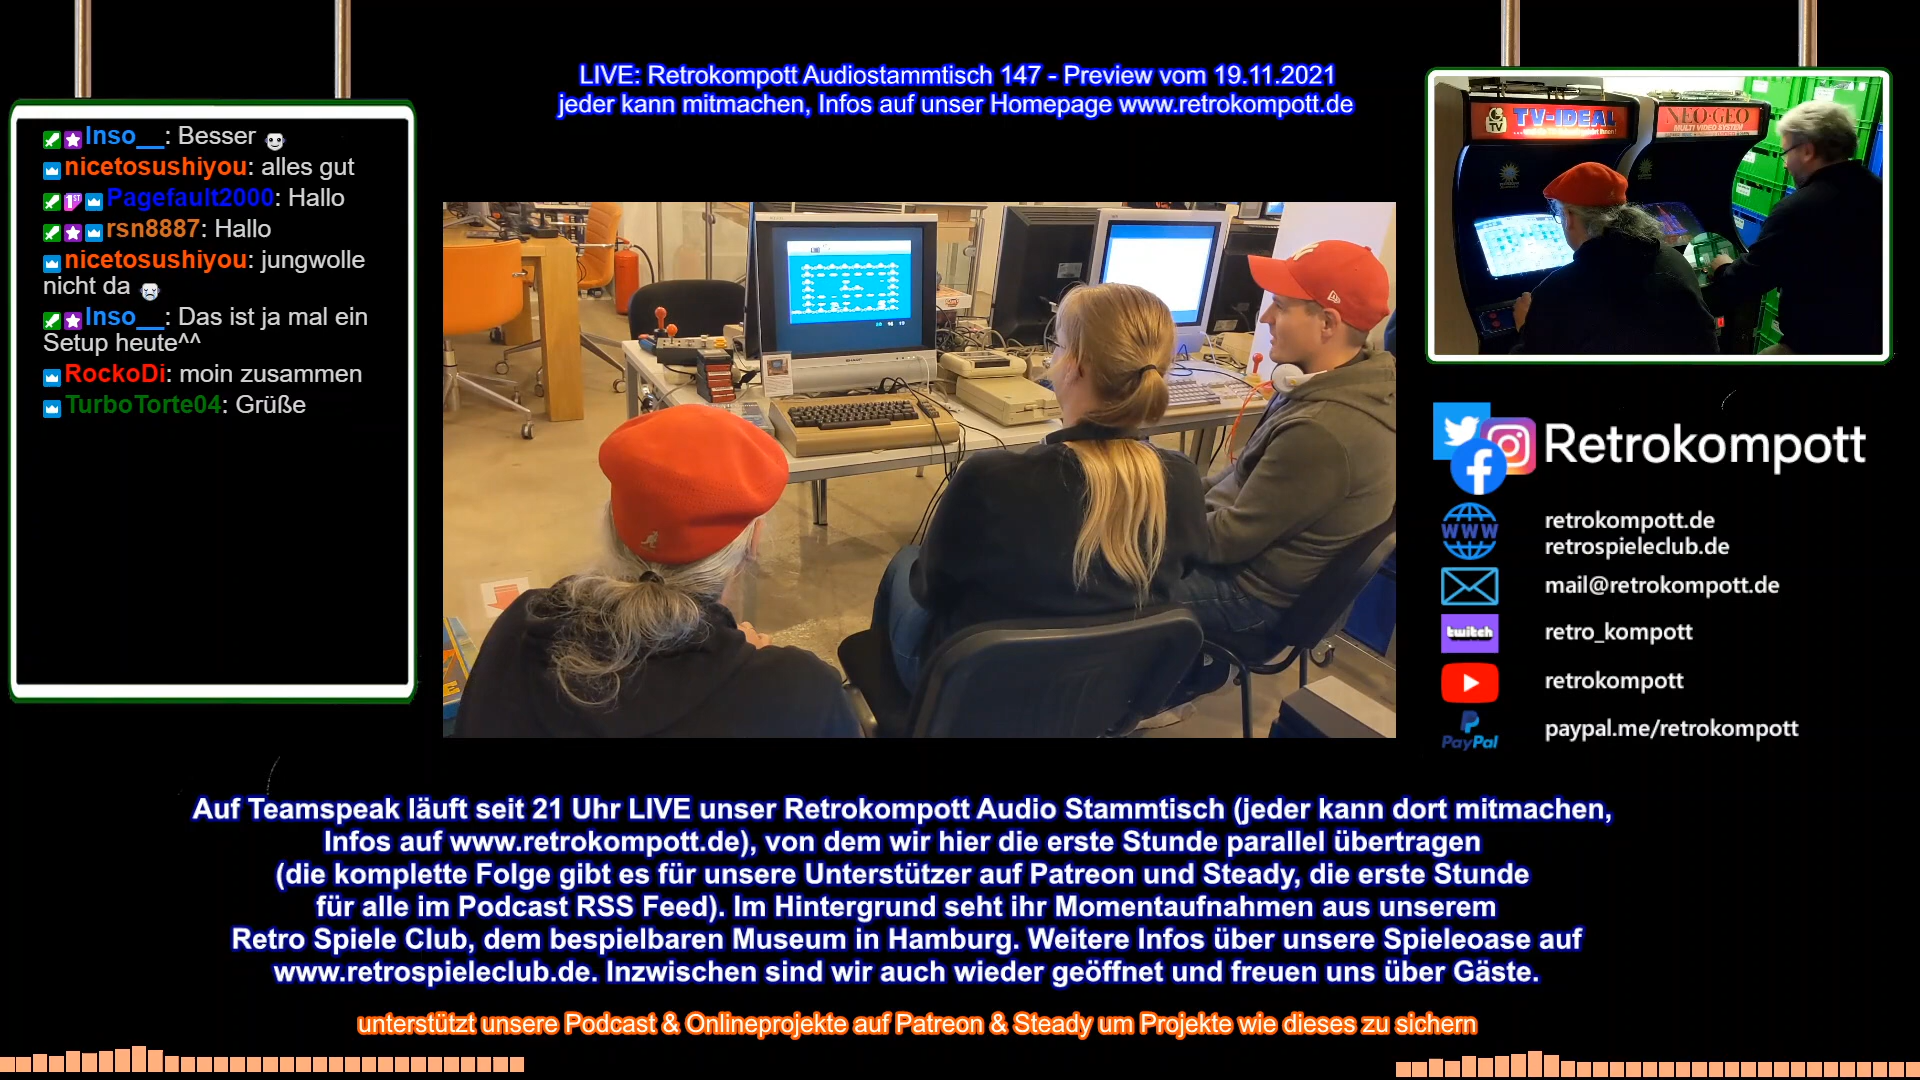 LIVE: Retrokompott Audiostammtisch 147 - Preview vom 19.11.2021
jeder kann mitmachen, Infos auf unser Homepage www.retrokompott.de
Inso__: Besser
nicetosushiyou: alles gut
Pagefault2000: Hallo
rsn8887: Hallo
nicetosushiyou: jungwolle
nicht da
Inso__: Das ist ja mal ein
Setup heute^^
RockoDi: moin zusammen
TurboTorte04: Grüße
TV-IDEAL
NEO•GEO
MULTI VIDEO SYSTEM
SHARP
Retrokompott
WWW
retrokompott.de
retrospieleclub.de
mail@retrokompott.de
twitch
retro_kompott
retrokompott
PayPal
paypal.me/retrokompott
Auf Teamspeak läuft seit 21 Uhr LIVE unser Retrokompott Audio Stammtisch (jeder kann dort mitmachen,
Infos auf www.retrokompott.de), von dem wir hier die erste Stunde parallel übertragen
(die komplette Folge gibt es für unsere Unterstützer auf Patreon und Steady, die erste Stunde
für alle im Podcast RSS Feed). Im Hintergrund seht ihr Momentaufnahmen aus unserem
Retro Spiele Club, dem bespielbaren Museum in Hamburg. Weitere Infos über unsere Spieleoase auf
www.retrospieleclub.de. Inzwischen sind wir auch wieder geöffnet und freuen uns über Gäste.
unterstützt unsere Podcast & Onlineprojekte auf Patreon & Steady um Projekte wie dieses zu sichern